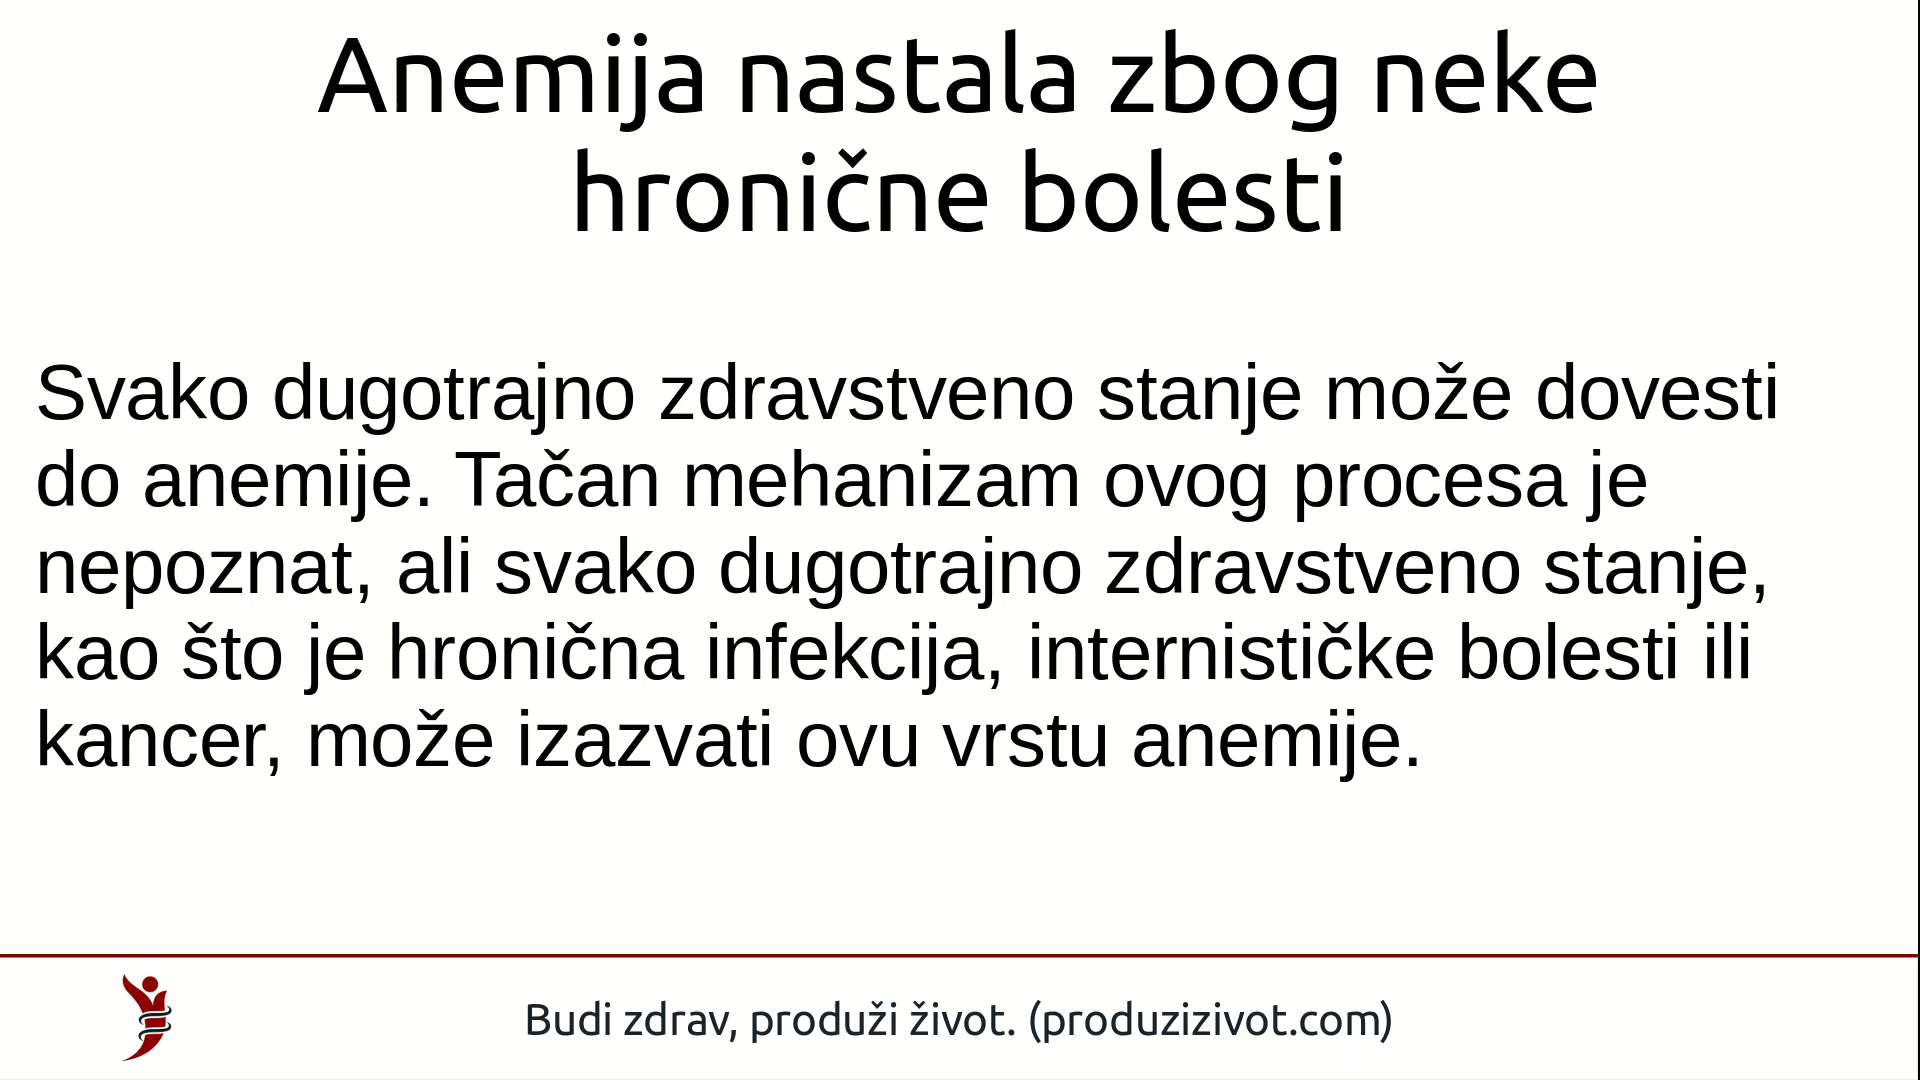 Anemija nastala zbog neke
hronične bolesti
Svako dugotrajno zdravstveno stanje može dovesti
do anemije. Tačan mehanizam ovog procesa je
nepoznat, ali svako dugotrajno zdravstveno stanje,
kao što je hronična infekcija, internističke bolesti ili
kancer, može izazvati ovu vrstu anemije.
Budi zdrav, produži život. (produzizivot.com)